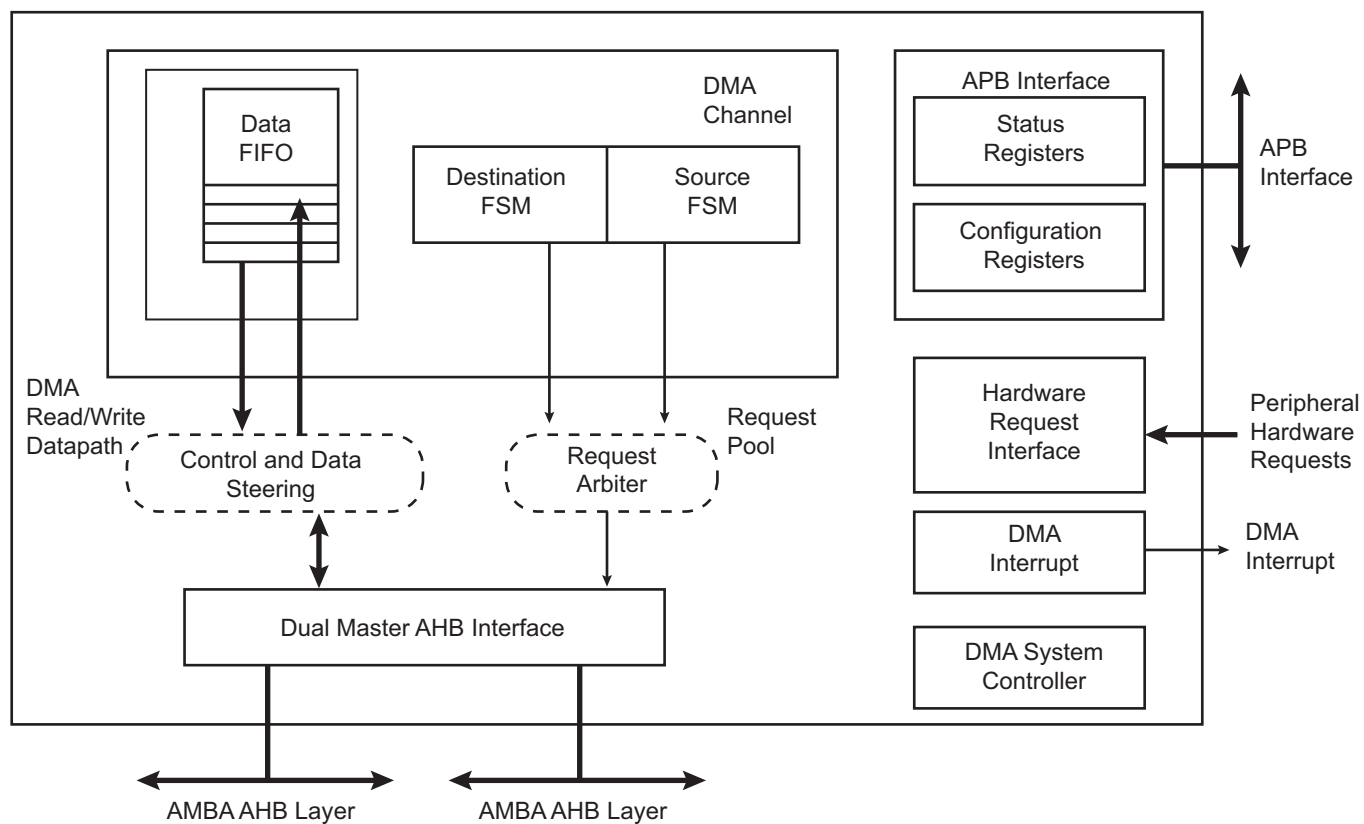 Data
FIFO
DMA
Channel
Destination
FSM
Source
FSM
APB Interface
Status
Registers
Configuration
Registers
APB
Interface
DMA
Read/Write
Datapath
Control and Data
Steering
Request
Arbiter
Request
Pool
Hardware
Request
Interface
Peripheral
Hardware
Requests
DMA
Interrupt
DMA
Interrupt
Dual Master AHB Interface
DMA System
Controller
AMBA AHB Layer
AMBA AHB Layer